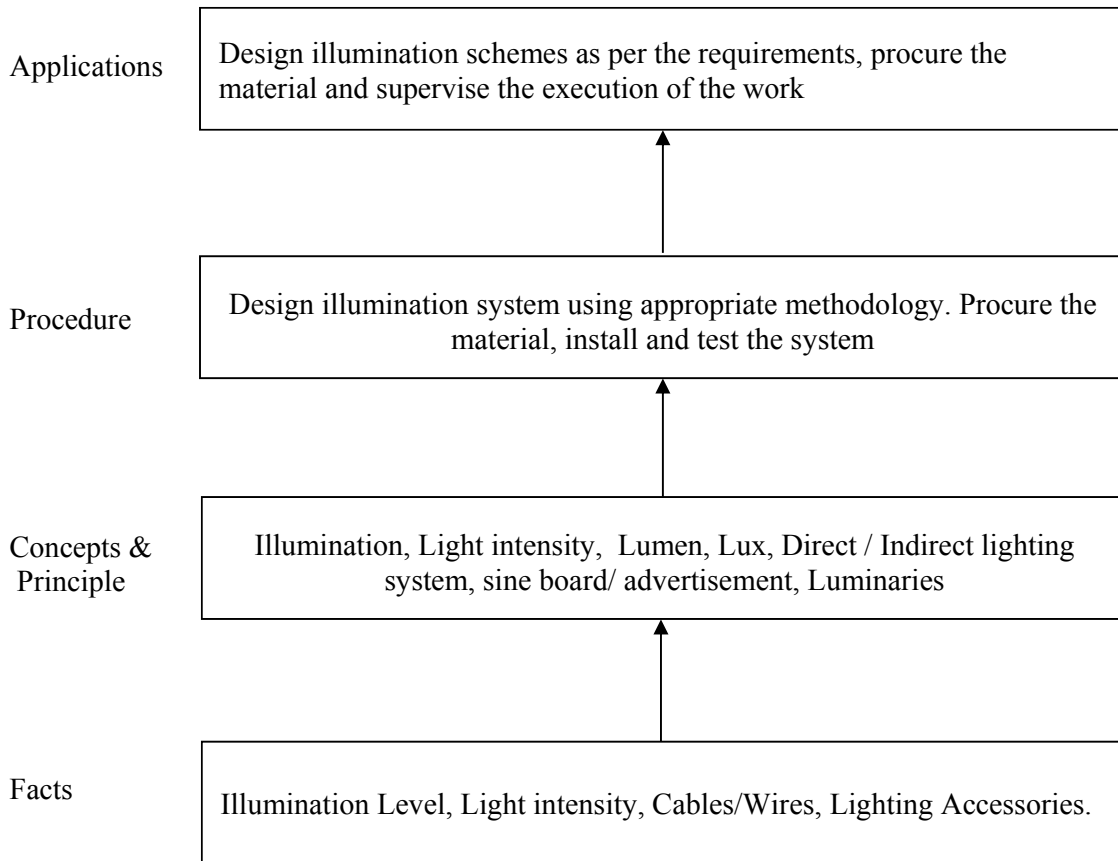 Applications
Design illumination schemes as per the requirements, procure the
material and supervise the execution of the work
Procedure
Design illumination system using appropriate methodology. Procure the
material, install and test the system
Concepts &
Principle
Illumination, Light intensity, Lumen, Lux, Direct / Indirect lighting
system, sine board/ advertisement, Luminaries
Facts
Illumination Level, Light intensity, Cables/Wires, Lighting Accessories.